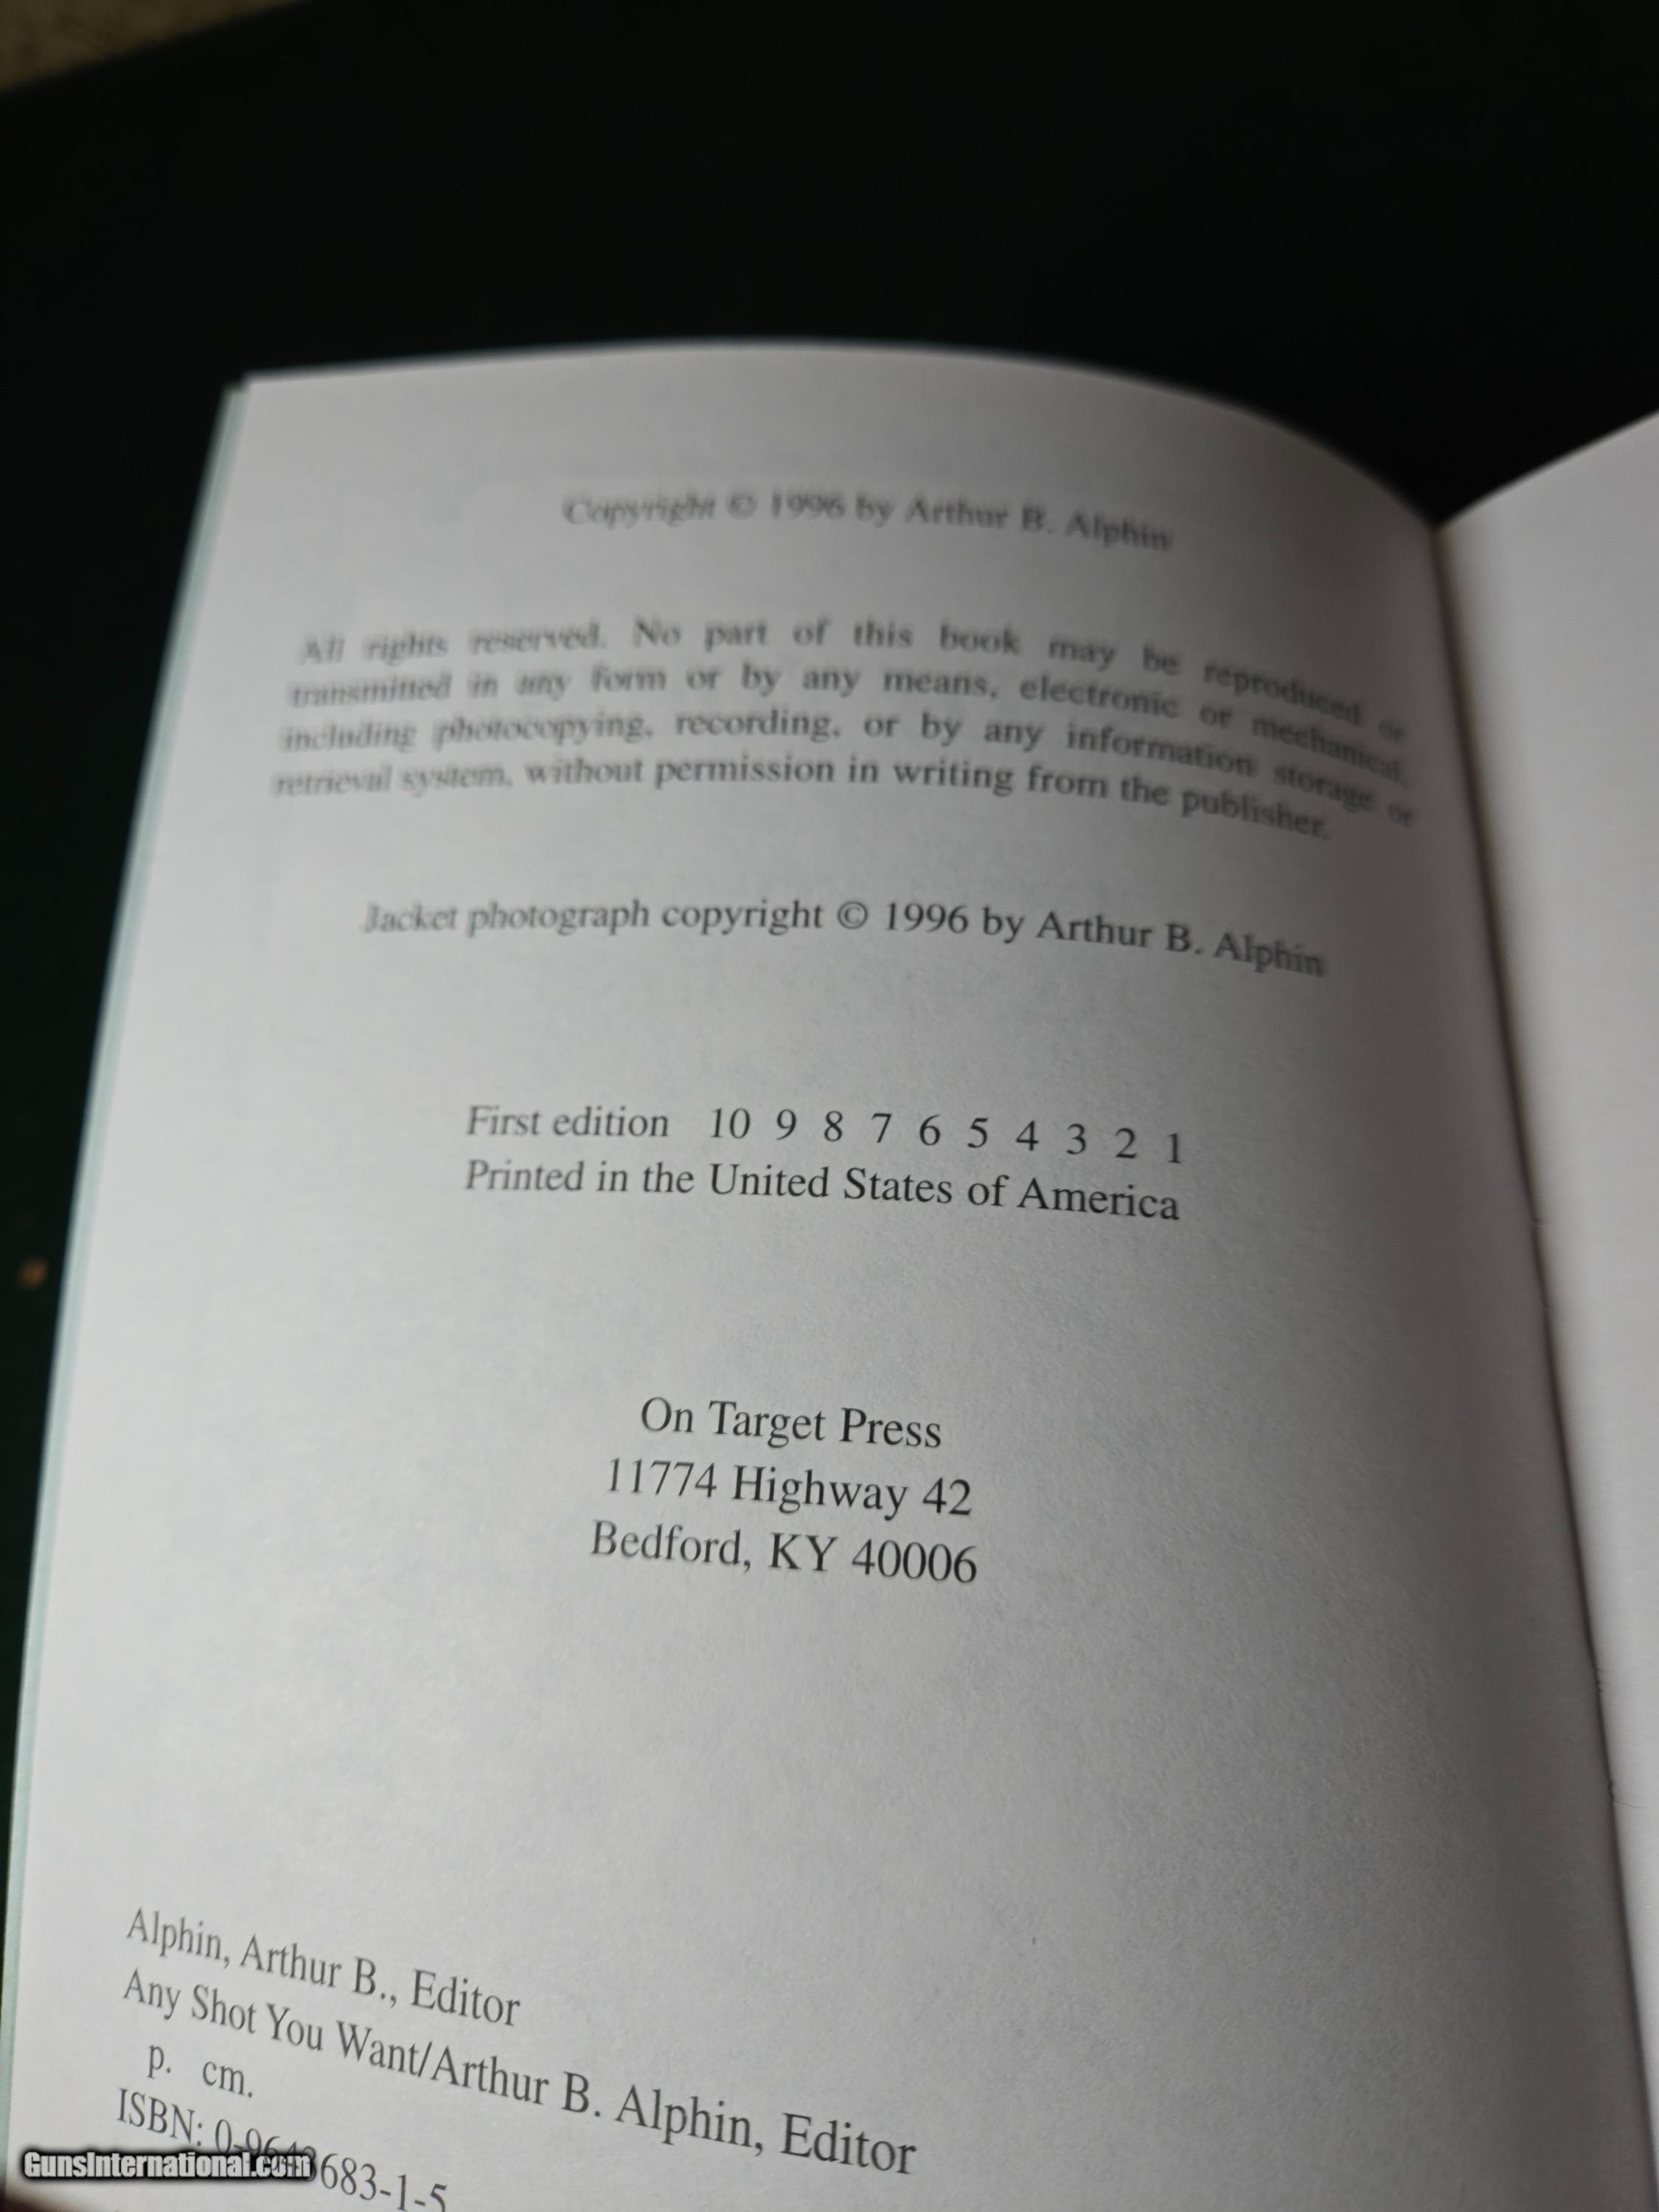 Copyright © 1996 by Arthur B. Alphin
All rights reserved. No part of this book may be reproduced or
transmitted in any form or by any means, electronic or mechanical,
including photocopying, recording, or by any information storage or
retrieval system, without permission in writing from the publisher.
Jacket photograph copyright © 1996 by Arthur B. Alphin
First edition 10 9 8 7 6 5 4 3 2 1
Printed in the United States of America
On Target Press
11774 Highway 42
Bedford, KY 40006
Alphin, Arthur B., Editor
Any Shot You Want/Arthur B. Alphin, Editor
p. cm.
ISBN: 0-9643683-1-5
GunsInternational.com